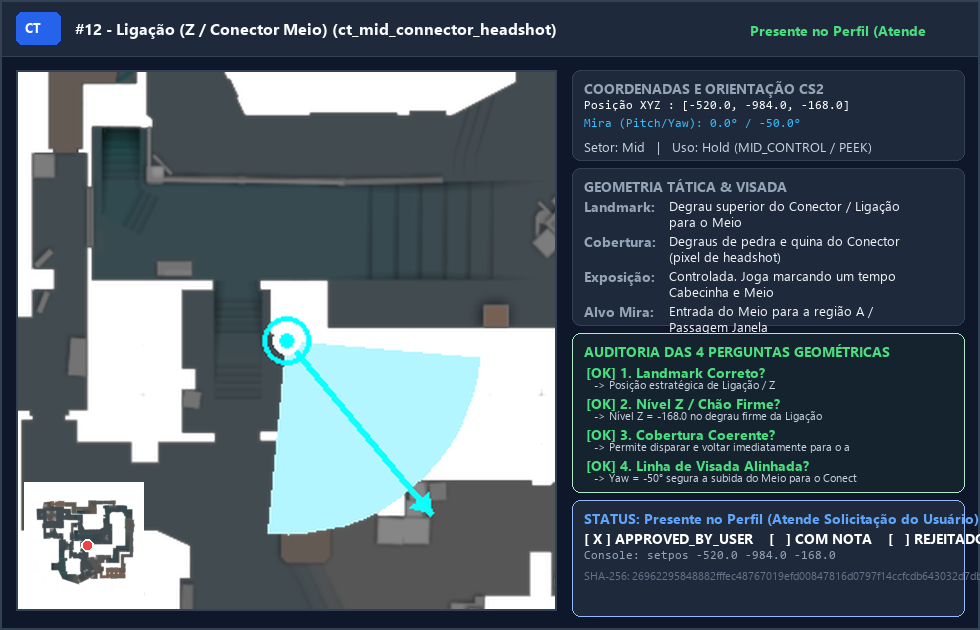 CT
#12 - Ligação (Z / Conector Meio) (ct_mid_connector_headshot)
Presente no Perfil (Atende
COORDENADAS E ORIENTAÇÃO CS2
Posição XYZ : [-520.0, -984.0, -168.0]
Mira (Pitch/Yaw): 0.0° / -50.0°
Setor: Mid | Uso: Hold (MID_CONTROL / PEEK)
GEOMETRIA TÁTICA & VISADA
Landmark: Degrau superior do Conector / Ligação
para o Meio
Cobertura: Degraus de pedra e quina do Conector
(pixel de headshot)
Exposição: Controlada. Joga marcando um tempo
Cabecinha e Meio
Alvo Mira: Entrada do Meio para a região A /
Passagem Janela
AUDITORIA DAS 4 PERGUNTAS GEOMÉTRICAS
[OK] 1. Landmark Correto?
-> Posição estratégica de Ligação / Z
[OK] 2. Nível Z / Chão Firme?
-> Nível Z = -168.0 no degrau firme da Ligação
[OK] 3. Cobertura Coerente?
-> Permite disparar e voltar imediatamente para o a
[OK] 4. Linha de Visada Alinhada?
-> Yaw = -50° segura a subida do Meio para o Conect
STATUS: Presente no Perfil (Atende Solicitação do Usuário)
[ X ] APPROVED_BY_USER [ ] COM NOTA [ ] REJEITADO
Console: setpos -520.0 -984.0 -168.0